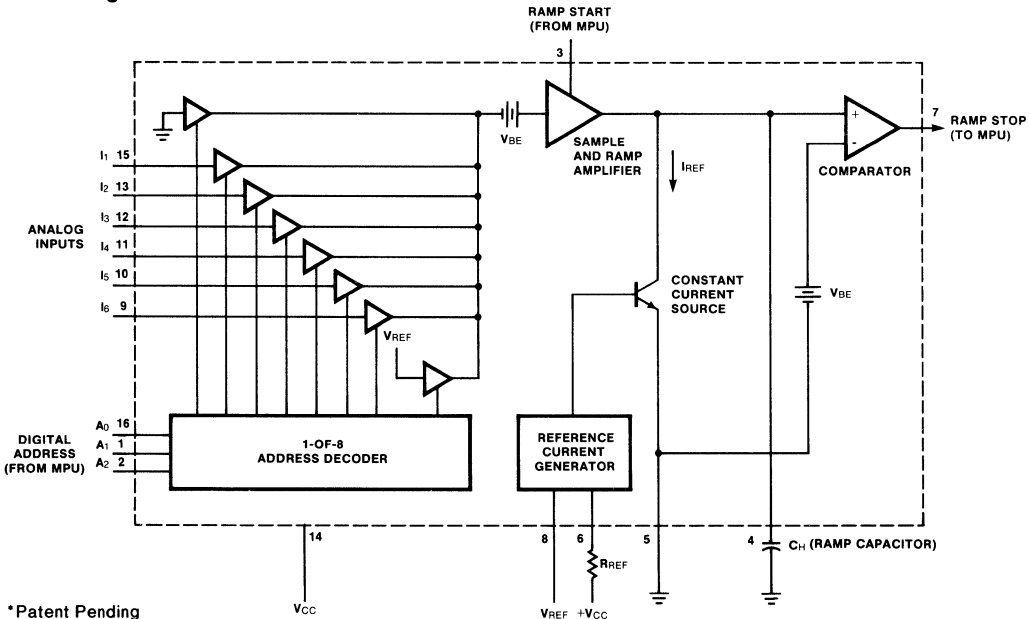 RAMP START
(FROM MPU)
3
7
RAMP STOP
(TO MPU)
+
-
COMPARATOR
VBE
SAMPLE
AND RAMP
AMPLIFIER
IREF
I1 15
I2 13
I3 12
I4 11
I5 10
I6 9
ANALOG
INPUTS
VREF
CONSTANT
CURRENT
SOURCE
VBE
DIGITAL
ADDRESS
(FROM MPU)
A0 16
A1 1
A2 2
1-OF-8
ADDRESS DECODER
REFERENCE
CURRENT
GENERATOR
14
8
6
5
4
CH (RAMP CAPACITOR)
RREF
VCC
VREF
+VCC
*Patent Pending